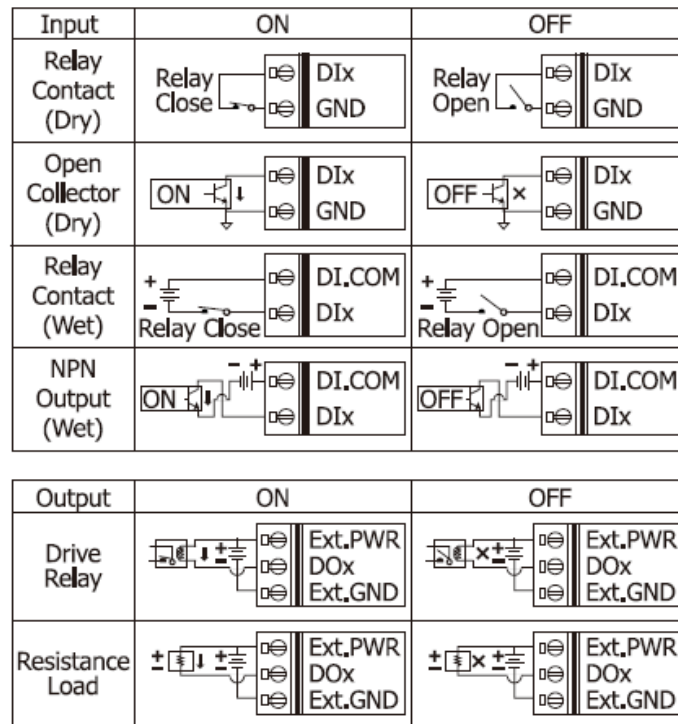 Input ON OFF
Relay Contact (Dry)
Relay Close
DIx
GND
Relay Open
DIx
GND
Open Collector (Dry)
ON
DIx
GND
OFF
DIx
GND
Relay Contact (Wet)
+
-
Relay Close
DI.COM
DIx
+
-
Relay Open
DI.COM
DIx
NPN Output (Wet)
ON
- +
DI.COM
DIx
OFF
- +
DI.COM
DIx
Output ON OFF
Drive Relay
+
-
Ext.PWR
DOx
Ext.GND
×
+
-
Ext.PWR
DOx
Ext.GND
Resistance Load
+
-
+
-
Ext.PWR
DOx
Ext.GND
+
-
×
+
-
Ext.PWR
DOx
Ext.GND